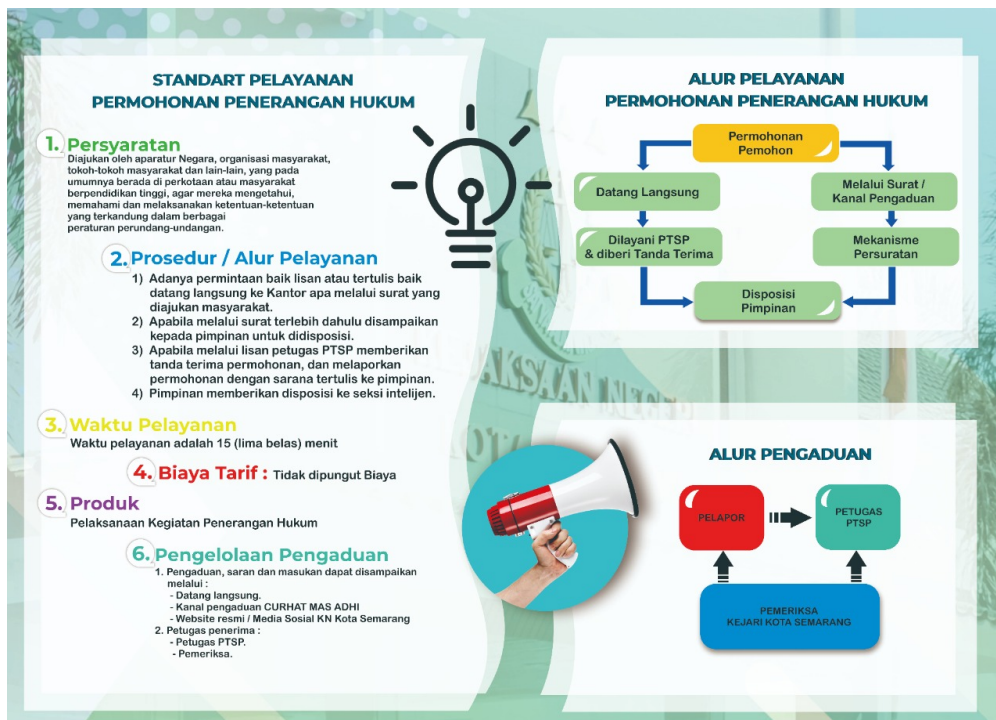 STANDART PELAYANAN
PERMOHONAN PENERANGAN HUKUM
1. Persyaratan
Diajukan oleh aparatur Negara, organisasi masyarakat,
tokoh-tokoh masyarakat dan lain-lain, yang pada
umumnya berada di perkotaan atau masyarakat
berpendidikan tinggi, agar mereka mengetahui,
memahami dan melaksanakan ketentuan-ketentuan
yang terkandung dalam berbagai
peraturan perundang-undangan.
2. Prosedur / Alur Pelayanan
1) Adanya permintaan baik lisan atau tertulis baik
datang langsung ke Kantor apa melalui surat yang
diajukan masyarakat.
2) Apabila melalui surat terlebih dahulu disampaikan
kepada pimpinan untuk didisposisi.
3) Apabila melalui lisan petugas PTSP memberikan
tanda terima permohonan, dan melaporkan
permohonan dengan sarana tertulis ke pimpinan.
4) Pimpinan memberikan disposisi ke seksi intelijen.
3. Waktu Pelayanan
Waktu pelayanan adalah 15 (lima belas) menit
4. Biaya Tarif : Tidak dipungut Biaya
5. Produk
Pelaksanaan Kegiatan Penerangan Hukum
6. Pengelolaan Pengaduan
1. Pengaduan, saran dan masukan dapat disampaikan
melalui :
- Datang langsung.
- Kanal pengaduan CURHAT MAS ADHI
- Website resmi / Media Sosial KN Kota Semarang
2. Petugas penerima :
- Petugas PTSP.
- Pemeriksa.
ALUR PELAYANAN
PERMOHONAN PENERANGAN HUKUM
Permohonan
Pemohon
Datang Langsung
Melalui Surat /
Kanal Pengaduan
Dilayani PTSP
& diberi Tanda Terima
Mekanisme
Persuratan
Disposisi
Pimpinan
ALUR PENGADUAN
PELAPOR
PETUGAS
PTSP
PEMERIKSA
KEJARI KOTA SEMARANG